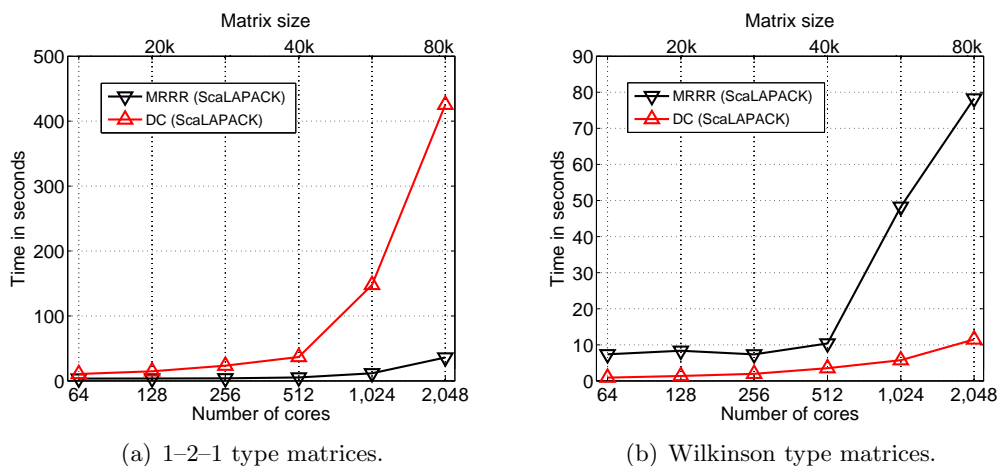 Matrix size
20k 40k 80k
500
400
300
200
100
0
Time in seconds
MRRR (ScaLAPACK)
DC (ScaLAPACK)
64 128 256 512 1,024 2,048
Number of cores
(a) 1–2–1 type matrices.
Matrix size
20k 40k 80k
90
80
70
60
50
40
30
20
10
0
Time in seconds
MRRR (ScaLAPACK)
DC (ScaLAPACK)
64 128 256 512 1,024 2,048
Number of cores
(b) Wilkinson type matrices.